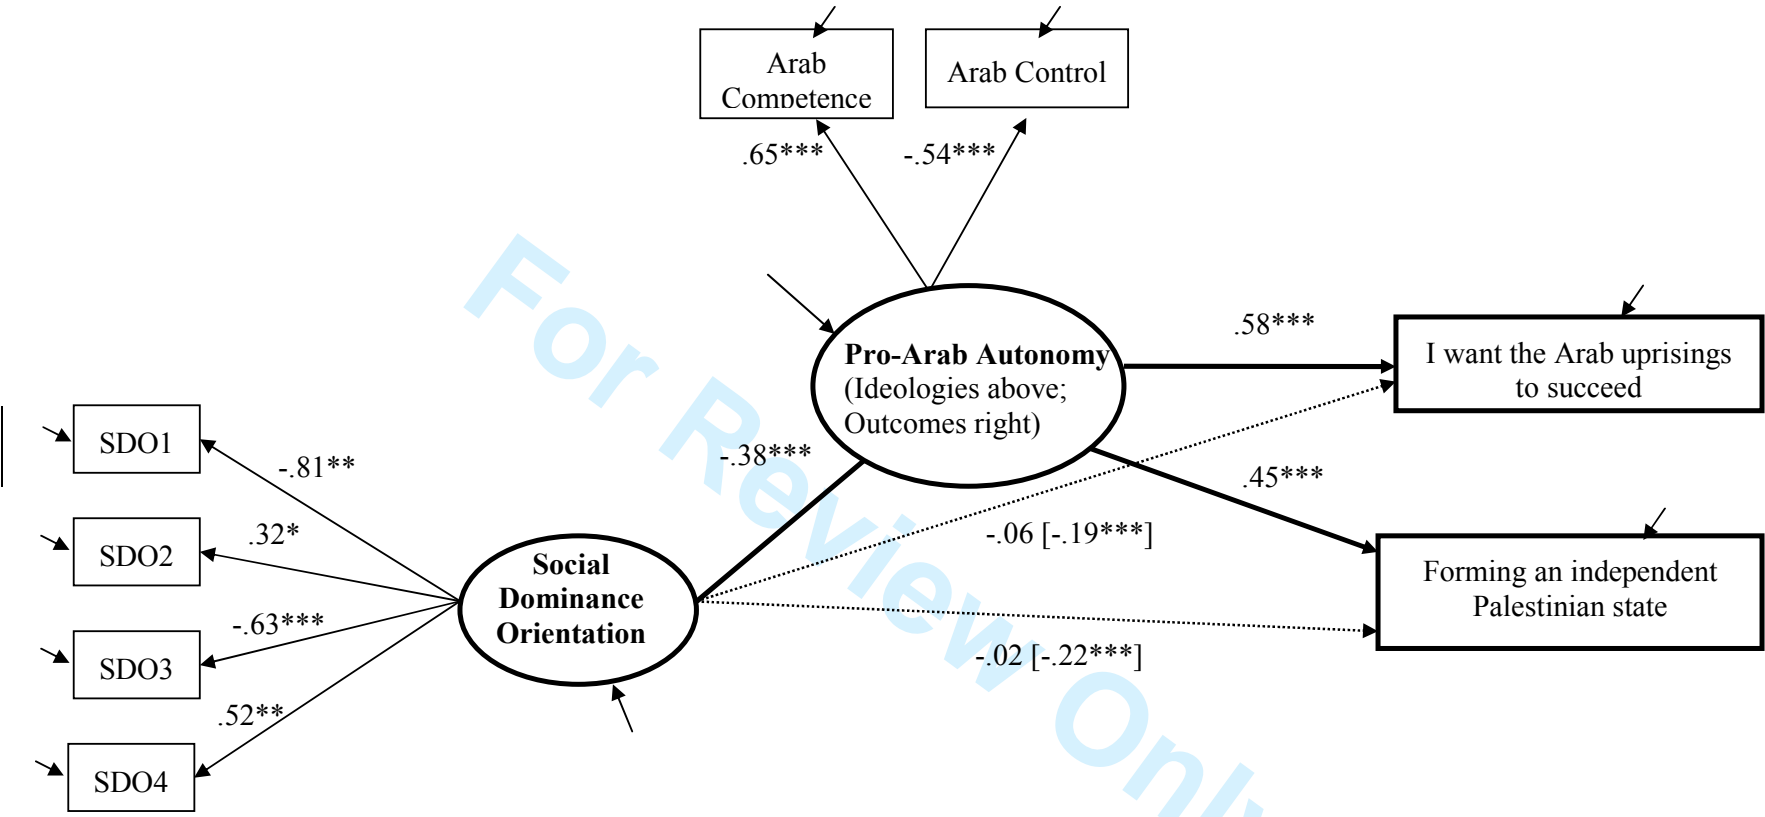 Arab
Competence
Arab Control
.65***
-.54***
.58***
I want the Arab uprisings
to succeed
Pro-Arab Autonomy
(Ideologies above;
Outcomes right)
-.38***
.45***
SDO1
-.81**
SDO2
.32*
-.06 [-.19***]
Social
Dominance
Orientation
Forming an independent
Palestinian state
SDO3
-.63***
-.02 [-.22***]
SDO4
.52**
For Review Only